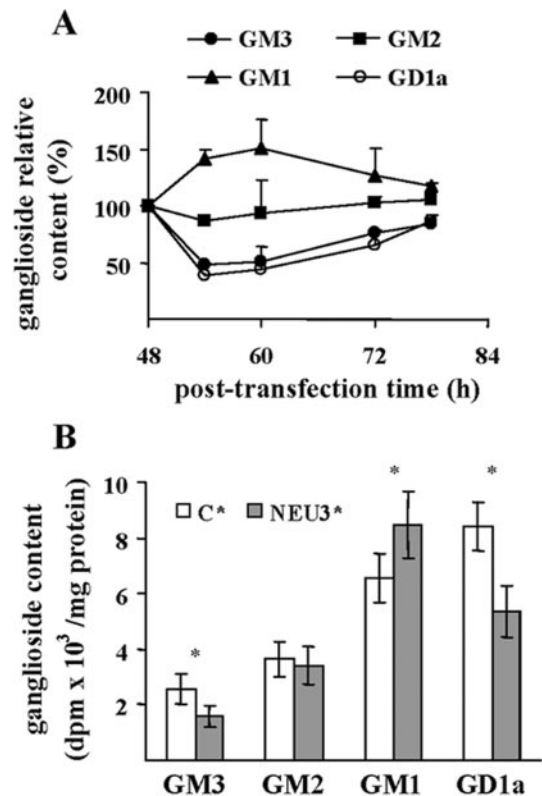 A
GM3 GM2
GM1 GD1a
ganglioside relative
content (%)
200
150
100
50
48 60 72 84
post-transfection time (h)
B
ganglioside content
(dpm x 10³ /mg protein)
10
8
6
4
2
C* NEU3*
*
*
*
GM3 GM2 GM1 GD1a